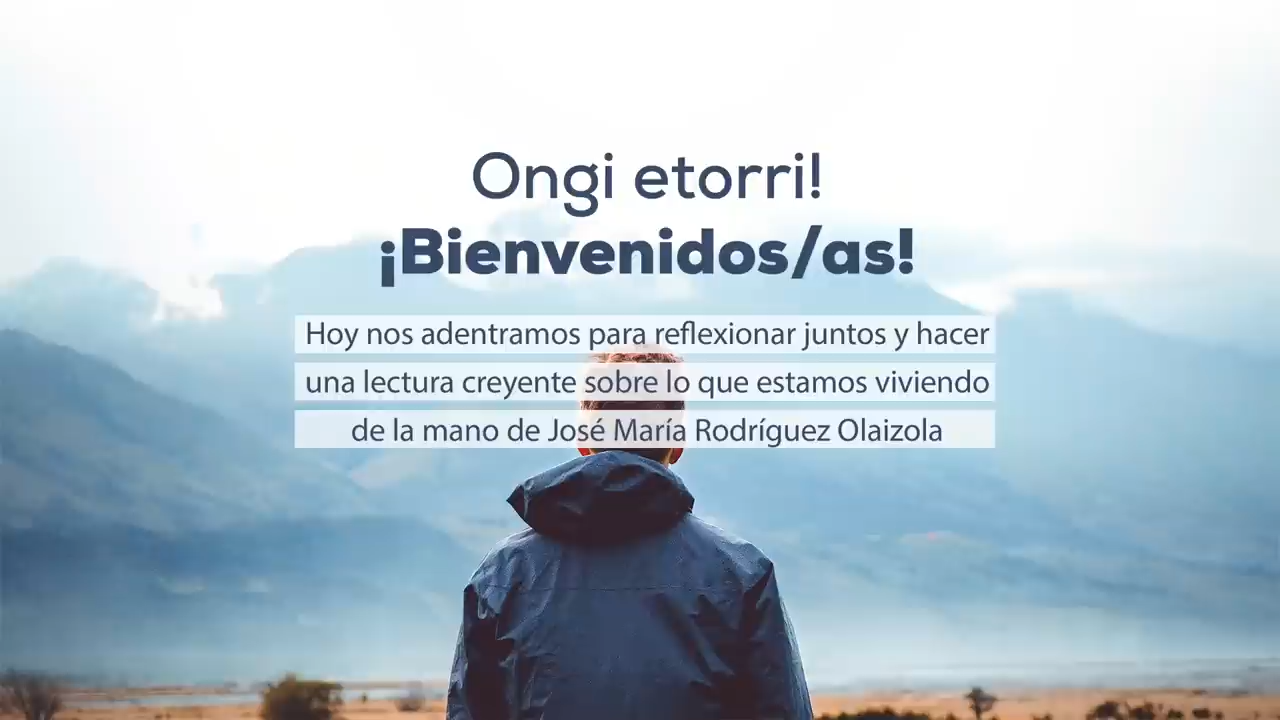 Ongi etorri!
¡Bienvenidos/as!
Hoy nos adentramos para reflexionar juntos y hacer
una lectura creyente sobre lo que estamos viviendo
de la mano de José María Rodríguez Olaizola